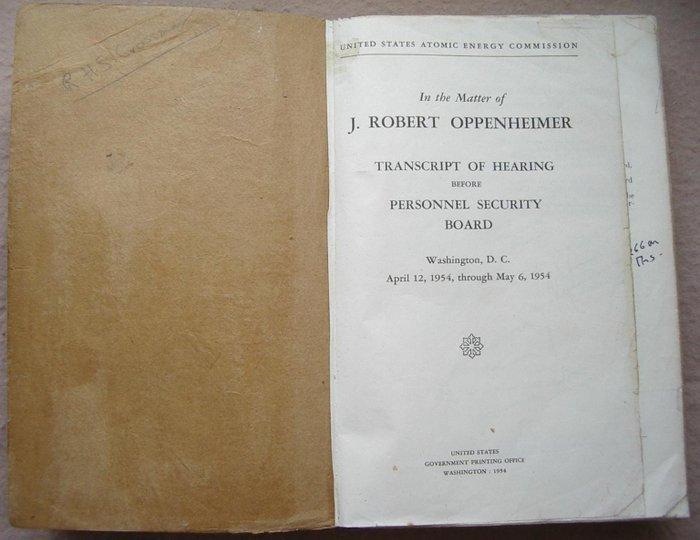 R H S Crossman
UNITED STATES ATOMIC ENERGY COMMISSION
In the Matter of
J. ROBERT OPPENHEIMER
TRANSCRIPT OF HEARING
BEFORE
PERSONNEL SECURITY
BOARD
Washington, D. C.
April 12, 1954, through May 6, 1954
UNITED STATES
GOVERNMENT PRINTING OFFICE
WASHINGTON : 1954